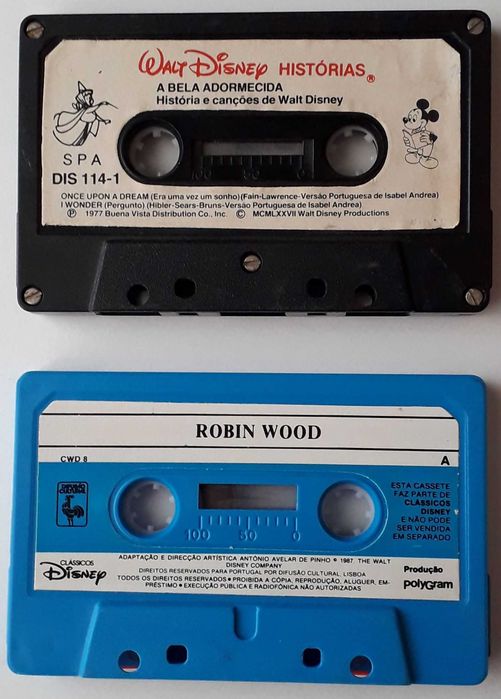 WALT DISNEY HISTÓRIAS®
A BELA ADORMECIDA
História e canções de Walt Disney
SPA
DIS 114-1
100 50 0
ONCE UPON A DREAM (Era uma vez um sonho)(Fain-Lawrence-Versão Portuguesa de Isabel Andrea)
I WONDER (Pergunto) (Hibler-Sears-Bruns-Versão Portuguesa de Isabel Andrea)
Ⓟ 1977 Buena Vista Distribution Co., Inc. © MCMLXXVII Walt Disney Productions
ROBIN WOOD
CWD 8
A
DIFUSÃO
CULTURAL
100 50 0
ESTA CASSETE
FAZ PARTE DE
CLÁSSICOS
DISNEY
E NÃO PODE
SER VENDIDA
EM SEPARADO
CLÁSSICOS
DISNEY
ADAPTAÇÃO E DIRECÇÃO ARTÍSTICA ANTÓNIO AVELAR DE PINHO ® 1987. THE WALT
DISNEY COMPANY
DIREITOS RESERVADOS PARA PORTUGAL POR DIFUSÃO CULTURAL. LISBOA
TODOS OS DIREITOS RESERVADOS • PROIBIDA A CÓPIA, REPRODUÇÃO, ALUGUER, EM-
PRÉSTIMO • EXECUÇÃO PÚBLICA E RADIOFÓNICA NÃO AUTORIZADAS
Produção
polyGram